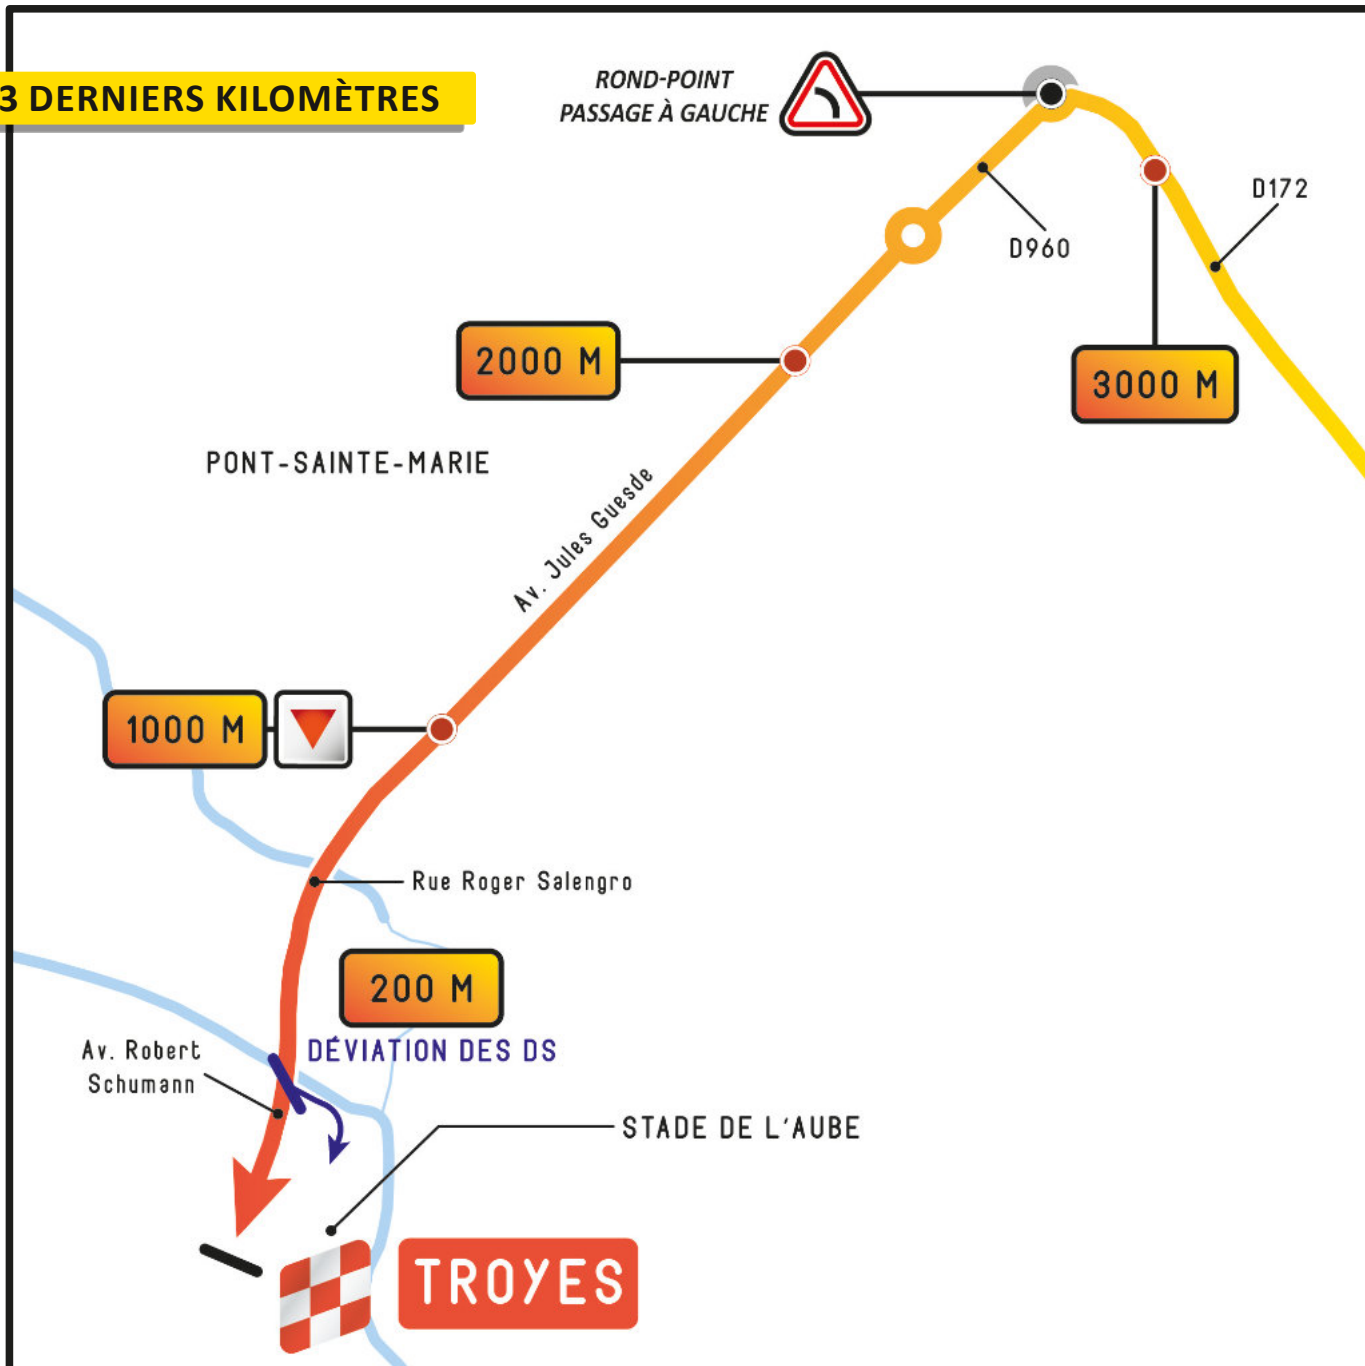 3 DERNIERS KILOMÈTRES
ROND-POINT
PASSAGE À GAUCHE
D172
D960
2000 M
3000 M
PONT-SAINTE-MARIE
Av. Jules Guesde
1000 M
Rue Roger Salengro
200 M
DÉVIATION DES DS
Av. Robert
Schumann
STADE DE L'AUBE
TROYES